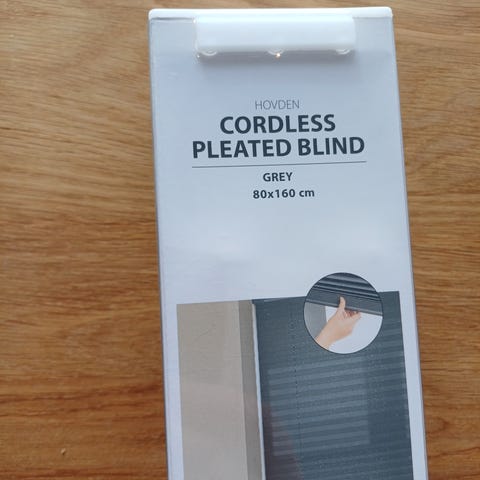 HOVDEN
CORDLESS
PLEATED BLIND
GREY
80x160 cm